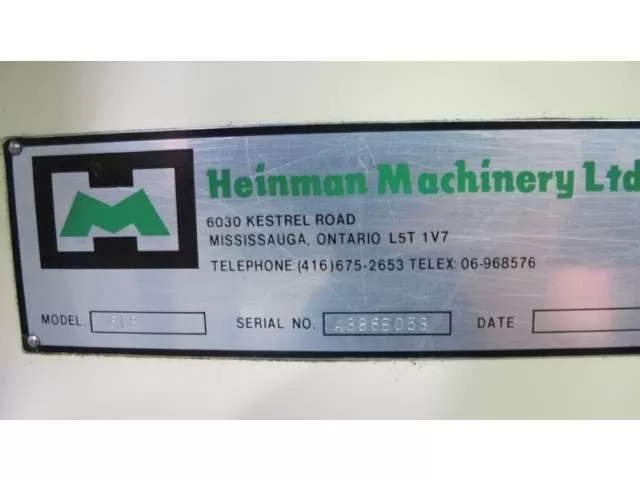 Heinman Machinery Ltd
6030 KESTREL ROAD
MISSISSAUGA, ONTARIO L5T 1V7
TELEPHONE:(416)675-2653 TELEX: 06-968576
MODEL. SERIAL NO. A386B053 DATE